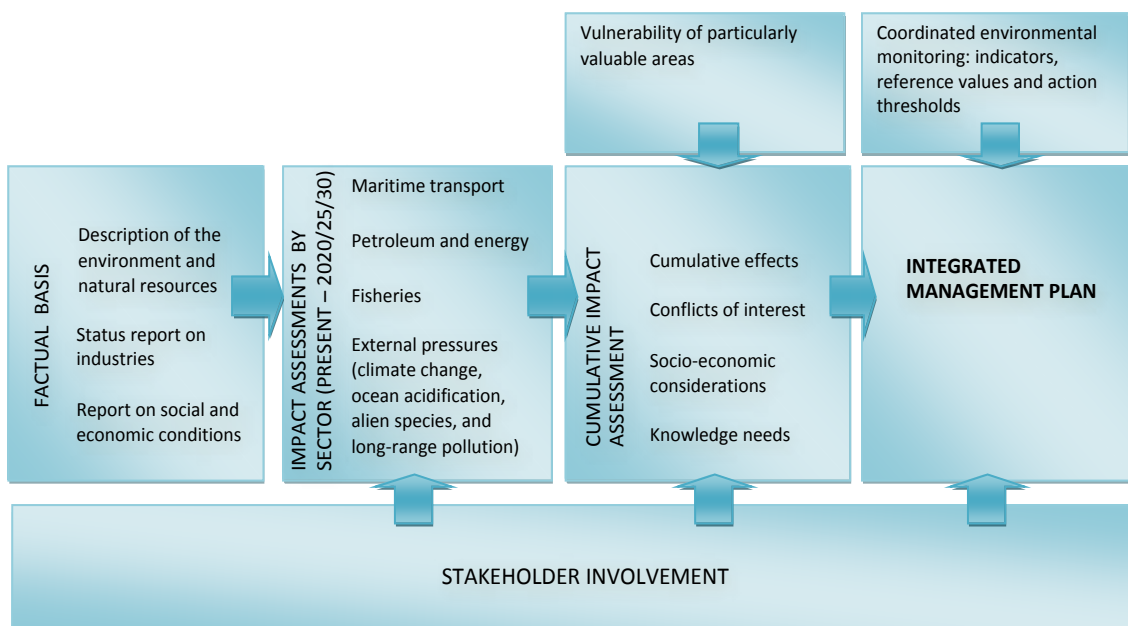 Vulnerability of particularly
valuable areas
Coordinated environmental
monitoring: indicators,
reference values and action
thresholds
FACTUAL BASIS
Description of the
environment and
natural resources
Status report on
industries
Report on social and
economic conditions
IMPACT ASSESSMENTS BY
SECTOR (PRESENT – 2020/25/30)
Maritime transport
Petroleum and energy
Fisheries
External pressures
(climate change,
ocean acidification,
alien species, and
long-range pollution)
CUMULATIVE IMPACT
ASSESSMENT
Cumulative effects
Conflicts of interest
Socio-economic
considerations
Knowledge needs
INTEGRATED
MANAGEMENT PLAN
STAKEHOLDER INVOLVEMENT